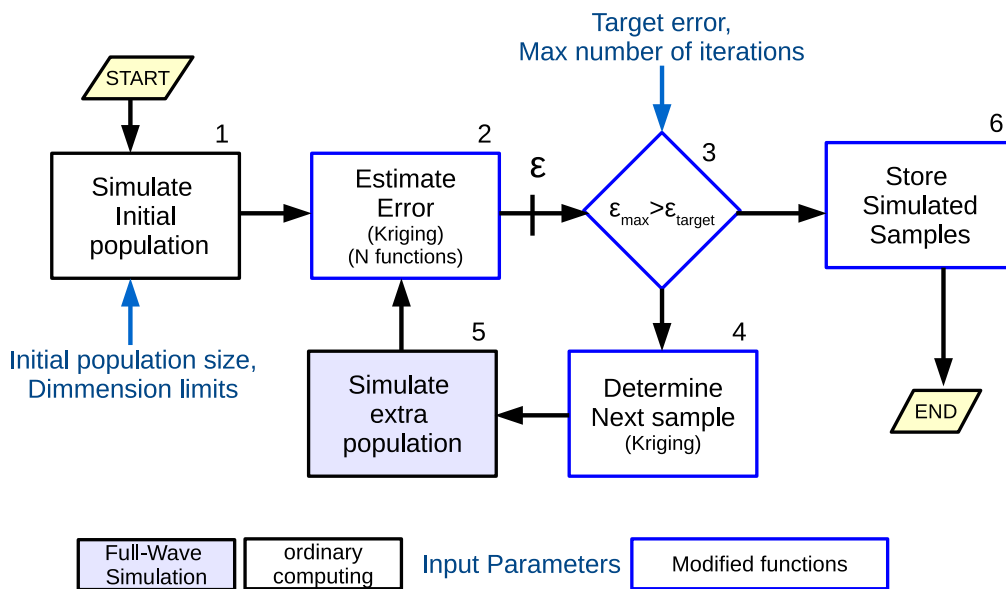 Target error,
Max number of iterations
START
1
Simulate
Initial
population
2
Estimate
Error
(Kriging)
(N functions)
ε
3
εmax>εtarget
6
Store
Simulated
Samples
Initial population size,
Dimmension limits
5
Simulate
extra
population
4
Determine
Next sample
(Kriging)
END
Full-Wave
Simulation
ordinary
computing
Input Parameters
Modified functions